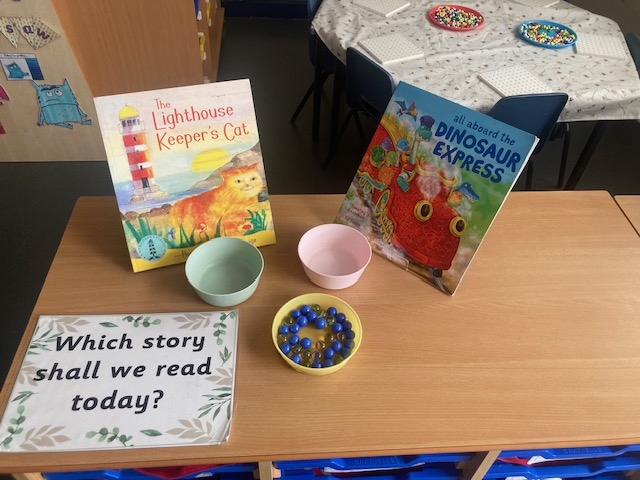 The
Lighthouse
Keeper's Cat
all aboard the
DINOSAUR
EXPRESS
Which story
shall we read
today?